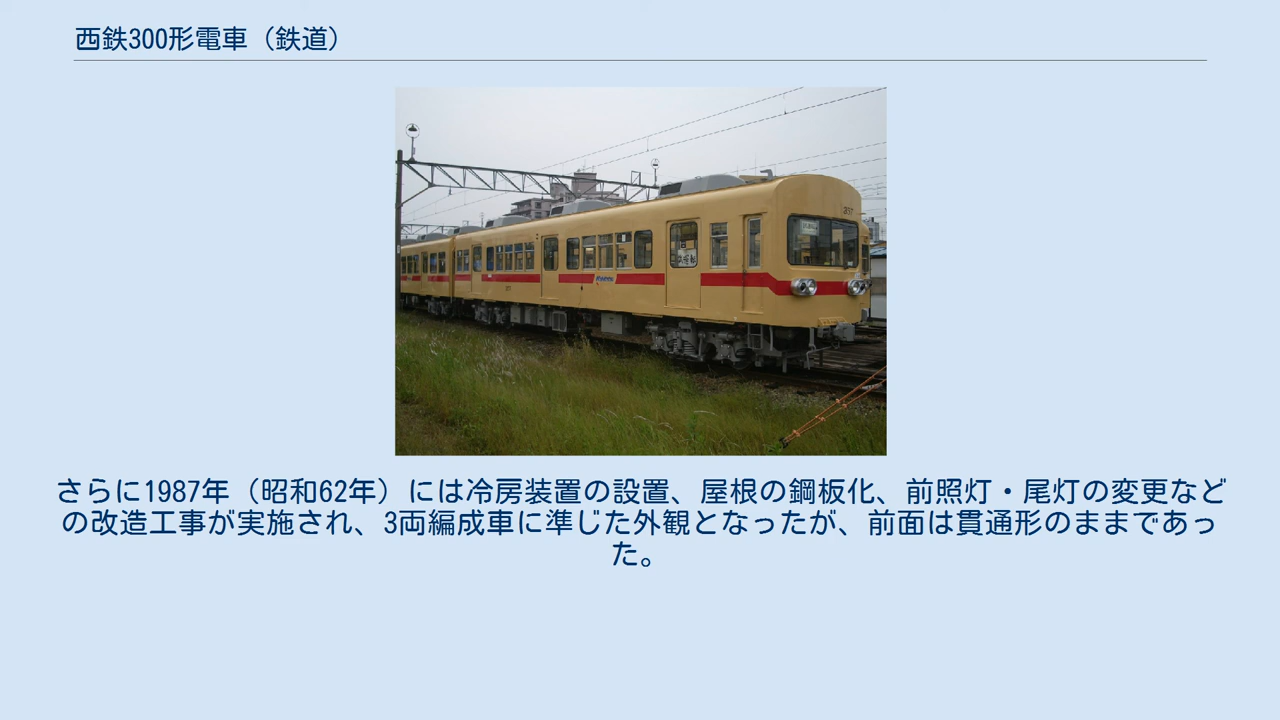 西鉄300形電車（鉄道）
357
さらに1987年（昭和62年）には冷房装置の設置、屋根の鋼板化、前照灯・尾灯の変更など
の改造工事が実施され、3両編成車に準じた外観となったが、前面は貫通形のままであっ
た。